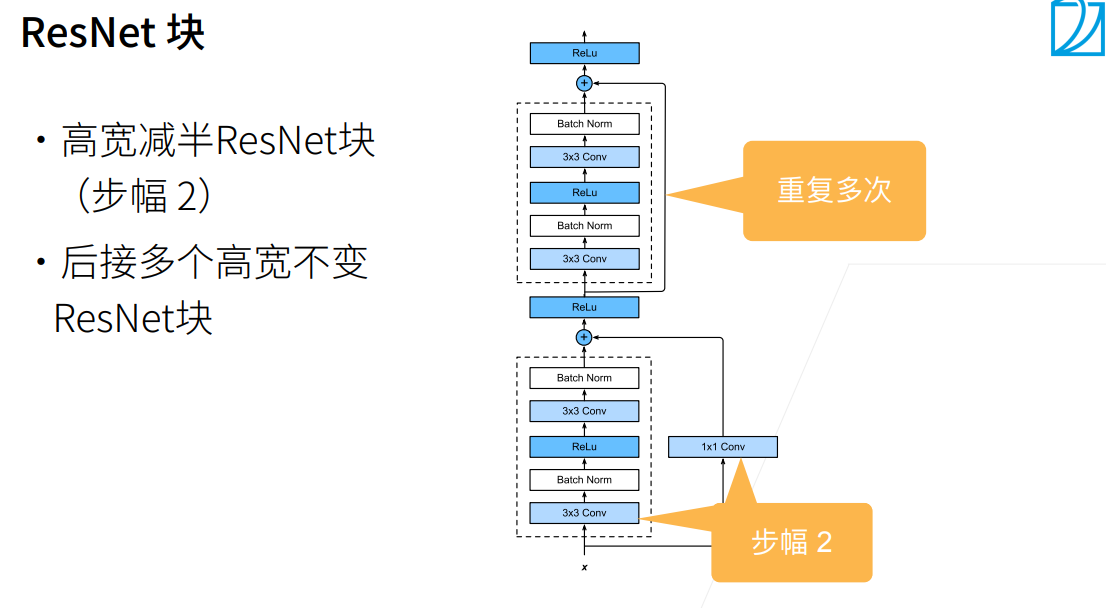 ResNet 块
•高宽减半ResNet块
（步幅 2）
•后接多个高宽不变
ResNet块
ReLu
+
Batch Norm
3x3 Conv
ReLu
Batch Norm
3x3 Conv
重复多次
ReLu
+
Batch Norm
3x3 Conv
ReLu
1x1 Conv
Batch Norm
3x3 Conv
步幅 2
x